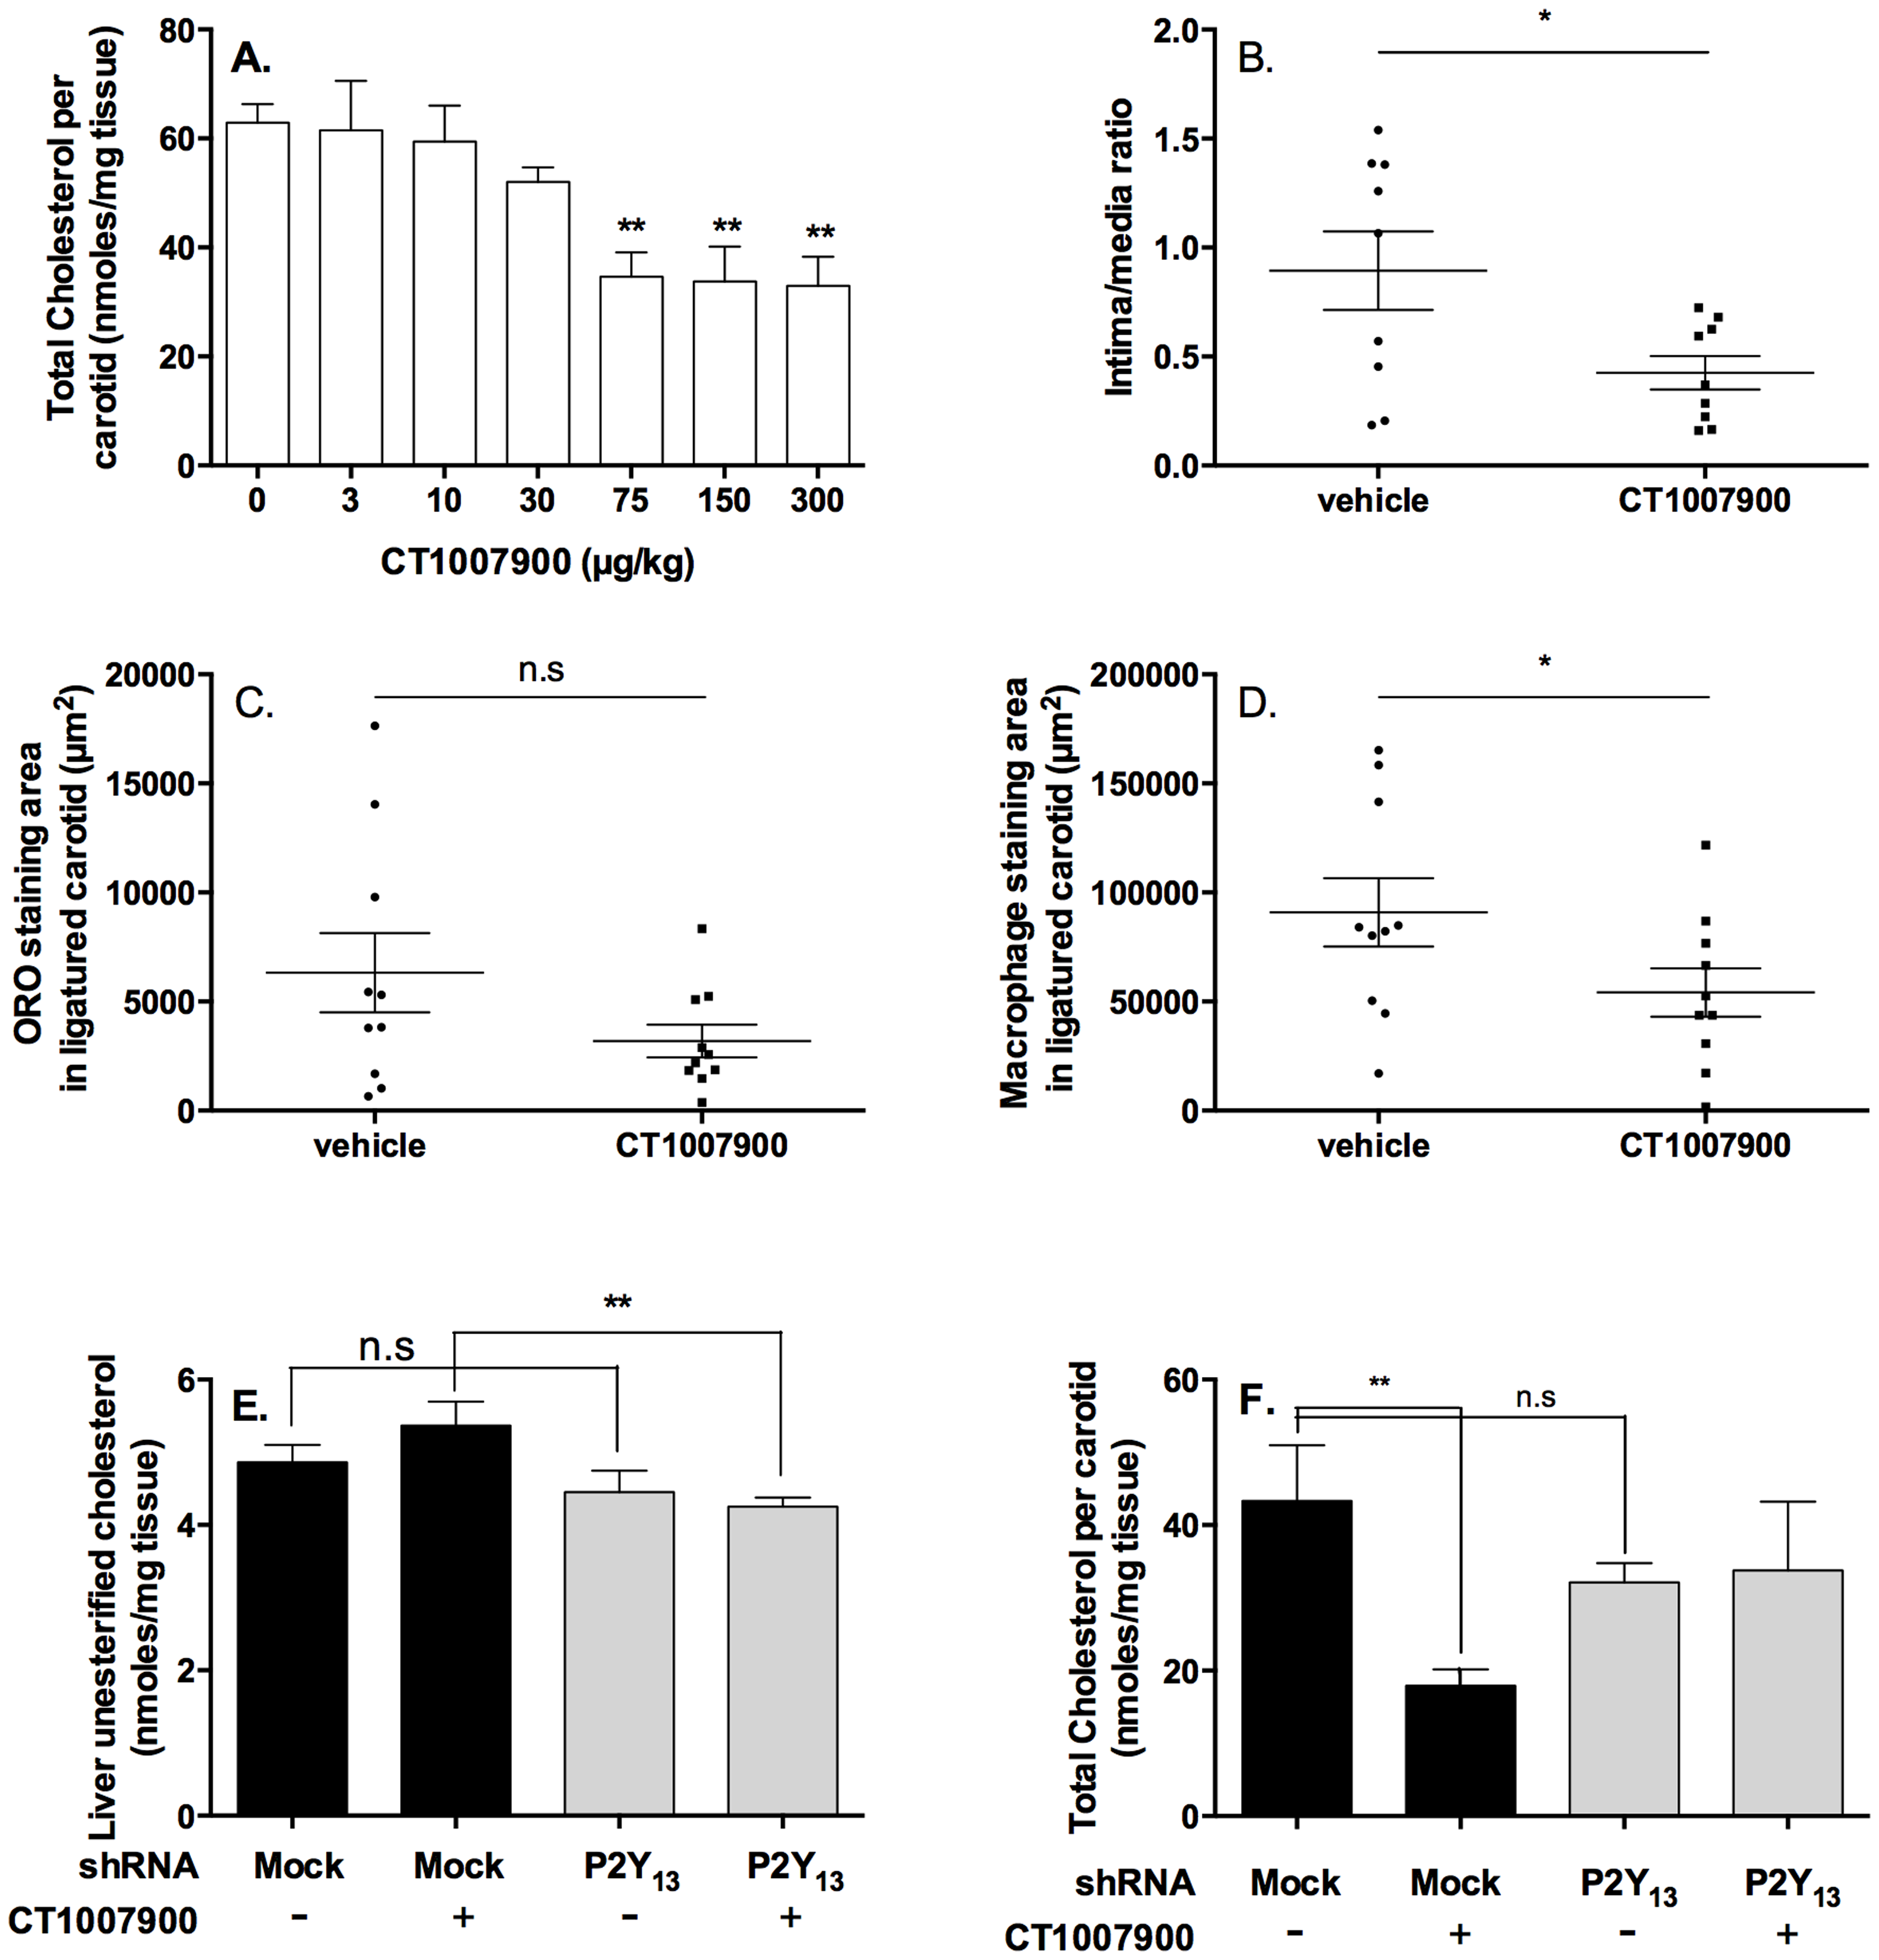 A.
Total Cholesterol per
carotid (nmoles/mg tissue)
80
60
40
20
0
** ** **
0 3 10 30 75 150 300
CT1007900 (µg/kg)
B.
*
Intima/media ratio
2.0
1.5
1.0
0.5
0.0
vehicle CT1007900
C.
n.s
ORO staining area
in ligatured carotid (µm²)
20000
15000
10000
5000
0
vehicle CT1007900
D.
*
Macrophage staining area
in ligatured carotid (µm²)
200000
150000
100000
50000
0
vehicle CT1007900
E.
**
n.s
Liver unesterified cholesterol
(nmoles/mg tissue)
6
4
2
0
shRNA Mock Mock P2Y₁₃ P2Y₁₃
CT1007900 - + - +
F.
**
n.s
Total Cholesterol per carotid
(nmoles/mg tissue)
60
40
20
0
shRNA Mock Mock P2Y₁₃ P2Y₁₃
CT1007900 - + - +